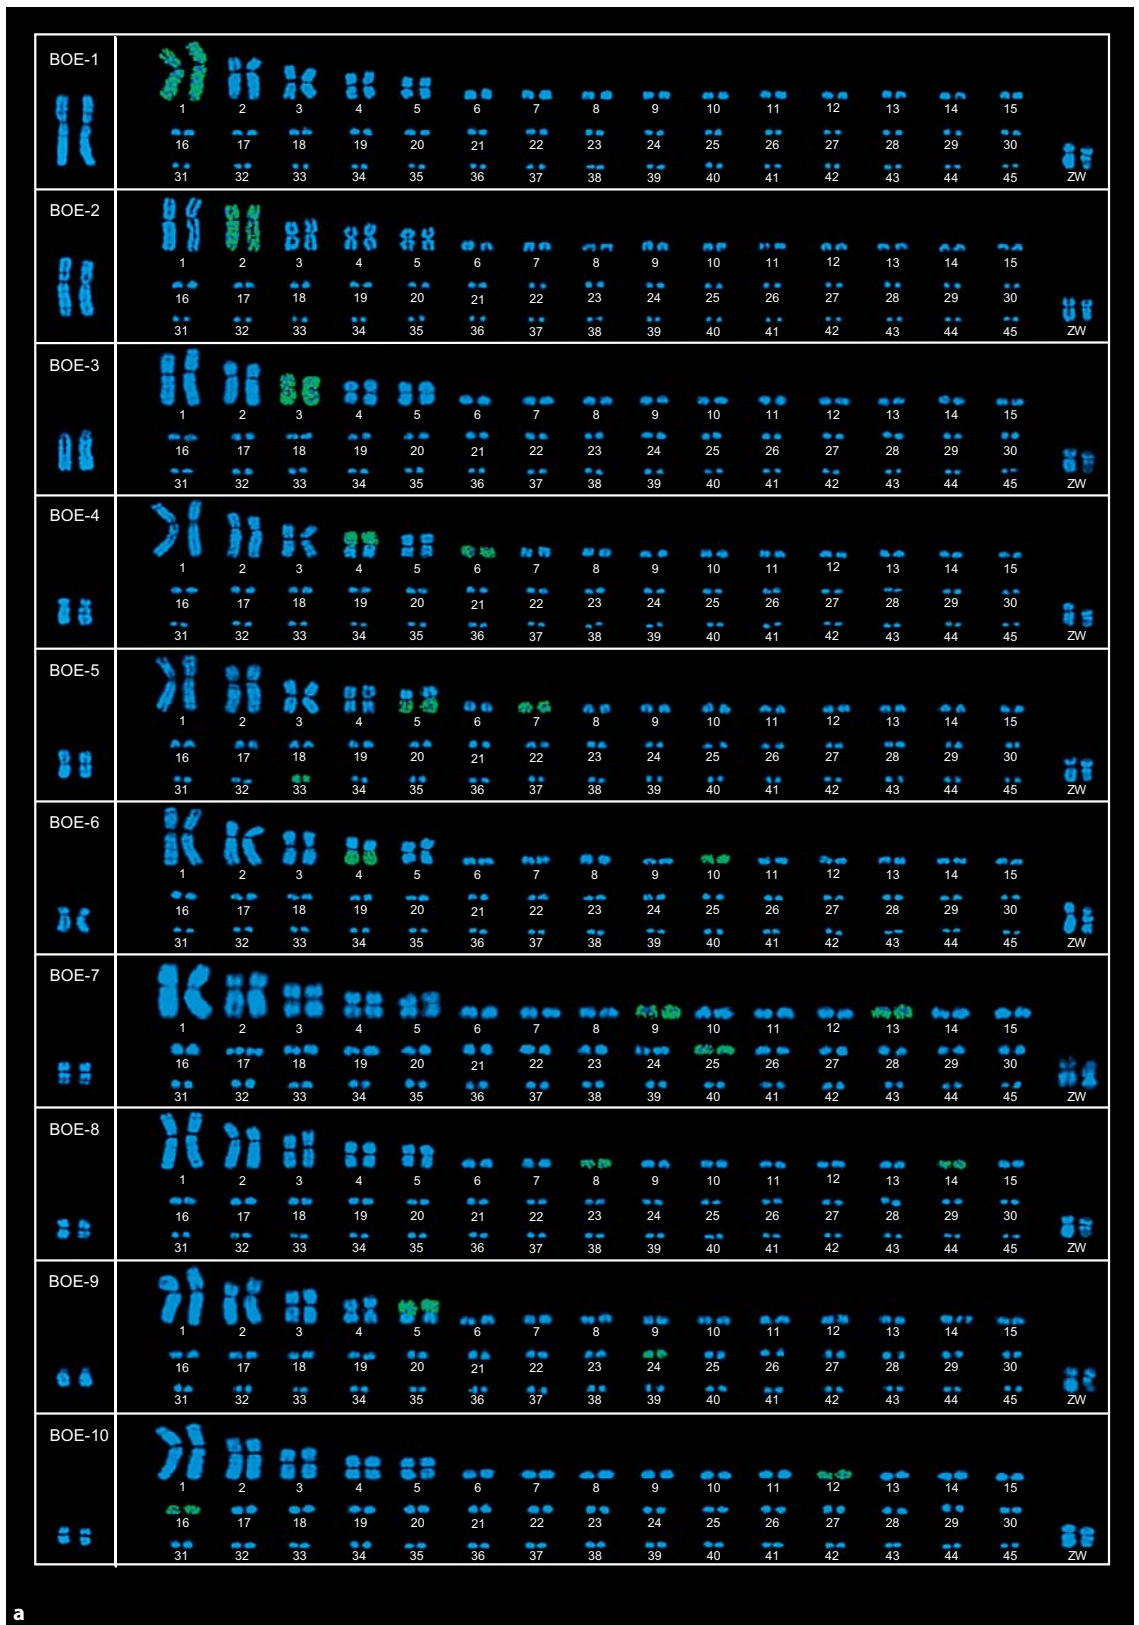 BOE-1
1 2 3 4 5 6 7 8 9 10 11 12 13 14 15
16 17 18 19 20 21 22 23 24 25 26 27 28 29 30
31 32 33 34 35 36 37 38 39 40 41 42 43 44 45 ZW
BOE-2
1 2 3 4 5 6 7 8 9 10 11 12 13 14 15
16 17 18 19 20 21 22 23 24 25 26 27 28 29 30
31 32 33 34 35 36 37 38 39 40 41 42 43 44 45 ZW
BOE-3
1 2 3 4 5 6 7 8 9 10 11 12 13 14 15
16 17 18 19 20 21 22 23 24 25 26 27 28 29 30
31 32 33 34 35 36 37 38 39 40 41 42 43 44 45 ZW
BOE-4
1 2 3 4 5 6 7 8 9 10 11 12 13 14 15
16 17 18 19 20 21 22 23 24 25 26 27 28 29 30
31 32 33 34 35 36 37 38 39 40 41 42 43 44 45 ZW
BOE-5
1 2 3 4 5 6 7 8 9 10 11 12 13 14 15
16 17 18 19 20 21 22 23 24 25 26 27 28 29 30
31 32 33 34 35 36 37 38 39 40 41 42 43 44 45 ZW
BOE-6
1 2 3 4 5 6 7 8 9 10 11 12 13 14 15
16 17 18 19 20 21 22 23 24 25 26 27 28 29 30
31 32 33 34 35 36 37 38 39 40 41 42 43 44 45 ZW
BOE-7
1 2 3 4 5 6 7 8 9 10 11 12 13 14 15
16 17 18 19 20 21 22 23 24 25 26 27 28 29 30
31 32 33 34 35 36 37 38 39 40 41 42 43 44 45 ZW
BOE-8
1 2 3 4 5 6 7 8 9 10 11 12 13 14 15
16 17 18 19 20 21 22 23 24 25 26 27 28 29 30
31 32 33 34 35 36 37 38 39 40 41 42 43 44 45 ZW
BOE-9
1 2 3 4 5 6 7 8 9 10 11 12 13 14 15
16 17 18 19 20 21 22 23 24 25 26 27 28 29 30
31 32 33 34 35 36 37 38 39 40 41 42 43 44 45 ZW
BOE-10
1 2 3 4 5 6 7 8 9 10 11 12 13 14 15
16 17 18 19 20 21 22 23 24 25 26 27 28 29 30
31 32 33 34 35 36 37 38 39 40 41 42 43 44 45 ZW
a